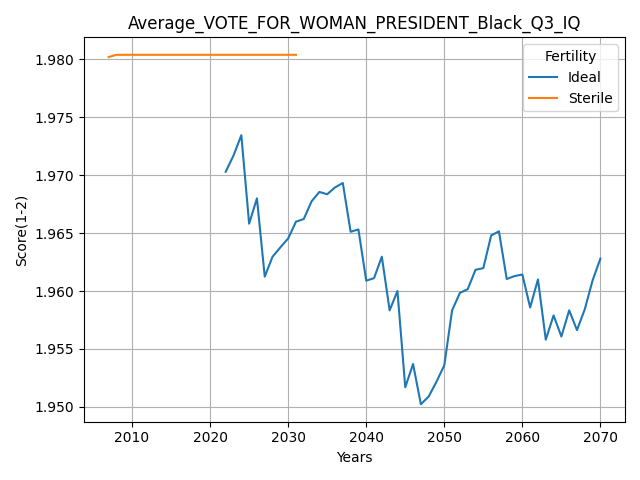 Average_VOTE_FOR_WOMAN_PRESIDENT_Black_Q3_IQ
Fertility
Ideal
Sterile
Score(1-2)
1.980
1.975
1.970
1.965
1.960
1.955
1.950
2010 2020 2030 2040 2050 2060 2070
Years